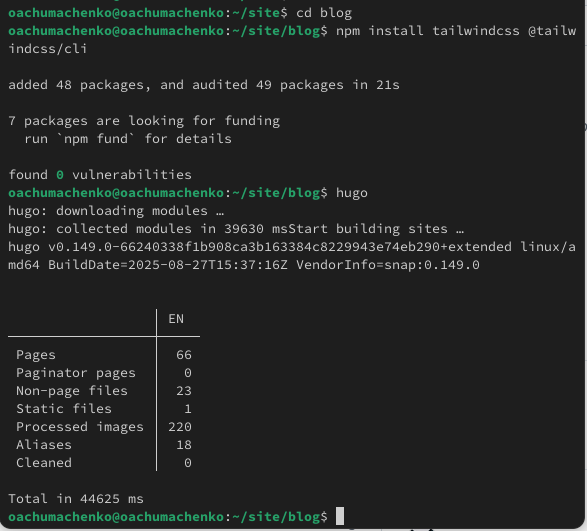 oachumachenko@oachumachenko:~/site$ cd blog
oachumachenko@oachumachenko:~/site/blog$ npm install tailwindcss @tailw
indcss/cli
added 48 packages, and audited 49 packages in 21s
7 packages are looking for funding
  run `npm fund` for details
found 0 vulnerabilities
oachumachenko@oachumachenko:~/site/blog$ hugo
hugo: downloading modules …
hugo: collected modules in 39630 msStart building sites …
hugo v0.149.0-66240338f1b908ca3b163384c8229943e74eb290+extended linux/a
md64 BuildDate=2025-08-27T15:37:16Z VendorInfo=snap:0.149.0
EN
Pages 66
Paginator pages 0
Non-page files 23
Static files 1
Processed images 220
Aliases 18
Cleaned 0
Total in 44625 ms
oachumachenko@oachumachenko:~/site/blog$